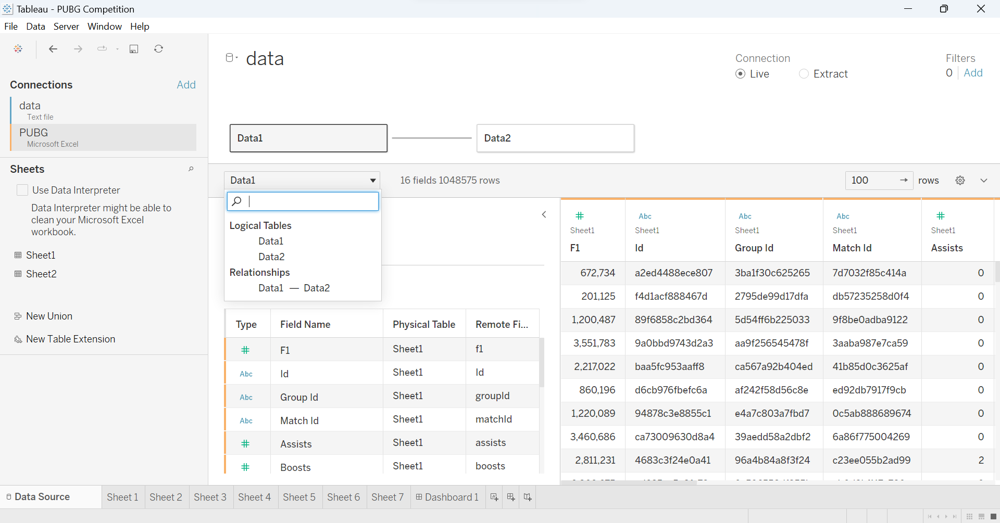 Tableau - PUBG Competition
File Data Server Window Help
Connections Add
data
Text file
PUBG
Microsoft Excel
Sheets
Use Data Interpreter
Data Interpreter might be able to
clean your Microsoft Excel
workbook.
Sheet1
Sheet2
New Union
New Table Extension
data
Connection
Live Extract
Filters
0 Add
Data1
Data2
Data1
16 fields 1048575 rows
100 → rows
Logical Tables
Data1
Data2
Relationships
Data1 — Data2
Type Field Name Physical Table Remote Fi...
# F1 Sheet1 f1
Abc Id Sheet1 Id
Abc Group Id Sheet1 groupId
Abc Match Id Sheet1 matchId
# Assists Sheet1 assists
# Boosts Sheet1 boosts
# Abc Abc Abc #
Sheet1 Sheet1 Sheet1 Sheet1 Sheet1
F1 Id Group Id Match Id Assists
672,734 a2ed4488ece807 3ba1f30c625265 7d7032f85c414a 0
201,125 f4d1acf888467d 2795de99d17dfa db57235258d0f4 0
1,200,487 89f6858c2bd364 5d54ff6b225033 9f8be0adba9122 0
3,551,783 9a0bbd9743d2a3 aa9f256545478f 3aaba987e7ca59 0
2,217,022 baa5fc953aaff8 ca567a92b404ed 41b85d0c3625af 0
860,196 d6cb976fbefc6a af242f58d56c8e ed92db7917f9cb 0
1,220,089 94878c3e8855c1 e4a7c803a7fbd7 0c5ab888689674 0
3,460,686 ca73009630d8a4 39aedd58a2dbf2 6a86f775004269 0
2,811,231 4683c3f24e0a41 96a4b84a8f3f24 c23ee055b2ad99 2
Data Source Sheet 1 Sheet 2 Sheet 3 Sheet 4 Sheet 5 Sheet 6 Sheet 7 Dashboard 1